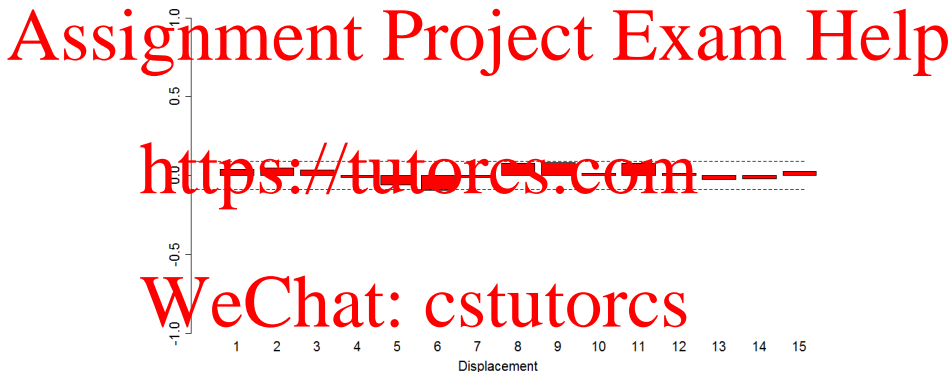 Assignment Project Exam Help
1.0
0.5
https://tutorcs.com
0.0
-0.5
WeChat: cstutorcs
-1.0
1 2 3 4 5 6 7 8 9 10 11 12 13 14 15
Displacement